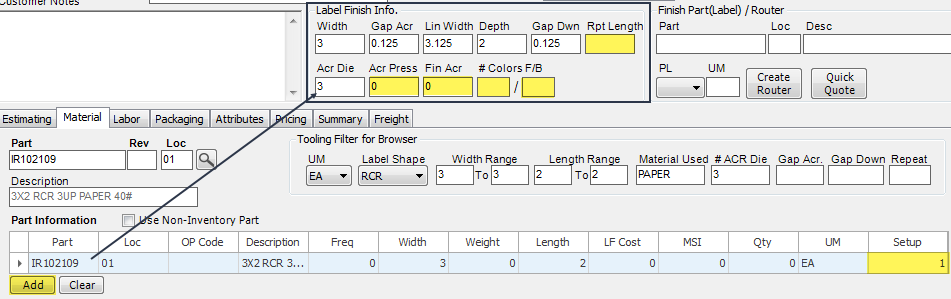 Customer Notes
Label Finish Info.
Finish Part(Label) / Router
Width Gap Acr Lin Width Depth Gap Dwn Rpt Length
Part Loc Desc
3 0.125 3.125 2 0.125
Acr Die Acr Press Fin Acr # Colors F/B
PL UM
3 0 0 /
Create Router
Quick Quote
Estimating Material Labor Packaging Attributes Pricing Summary Freight
Part Rev Loc
IR102109 01
Description
3X2 RCR 3UP PAPER 40#
Tooling Filter for Browser
UM Label Shape Width Range Length Range Material Used # ACR Die Gap Acr. Gap Down Repeat
EA RCR 3 To 3 2 To 2 PAPER 3
Part Information Use Non-Inventory Part
Part Loc OP Code Description Freq Width Weight Length LF Cost MSI Qty UM Setup
IR102109 01 3X2 RCR 3... 0 3 0 2 0 0 0 EA 1
Add Clear